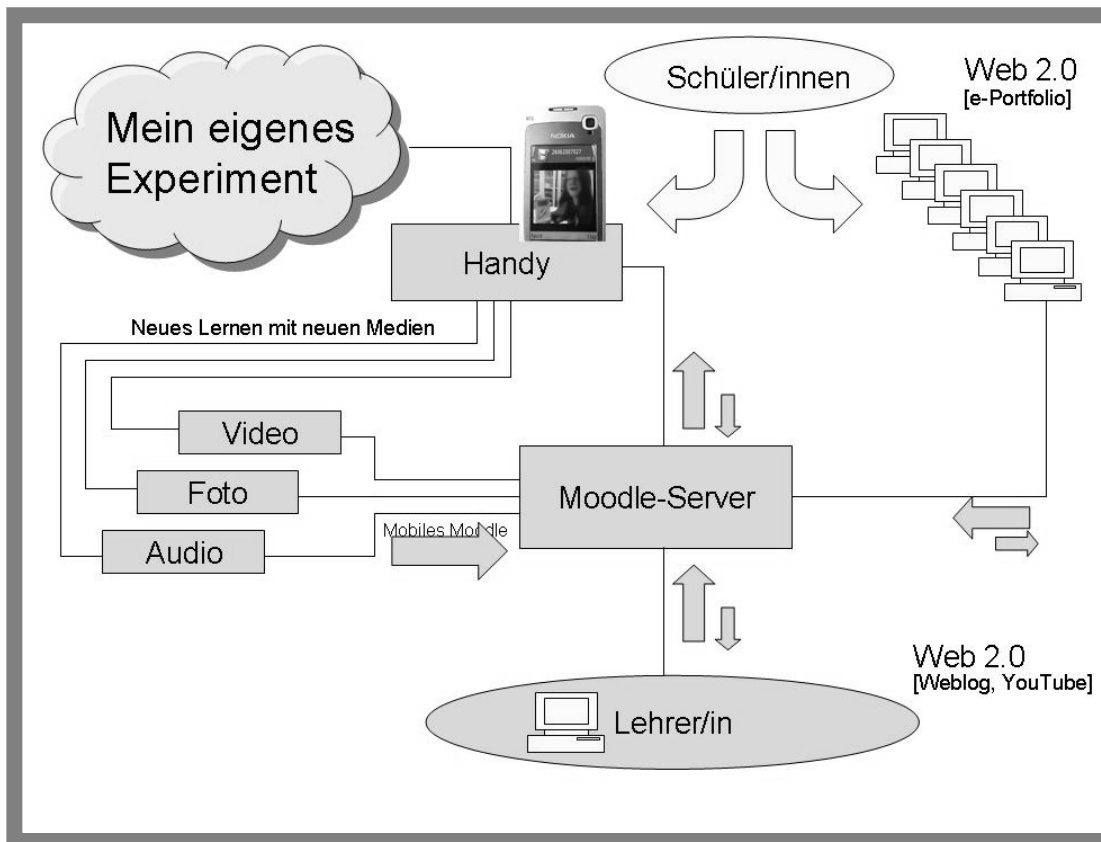 Mein eigenes
Experiment
Schüler/innen
Web 2.0
[e-Portfolio]
NOKIA
Handy
Neues Lernen mit neuen Medien
Video
Foto
Audio
Mobiles Moodle
Moodle-Server
Web 2.0
[Weblog, YouTube]
Lehrer/in